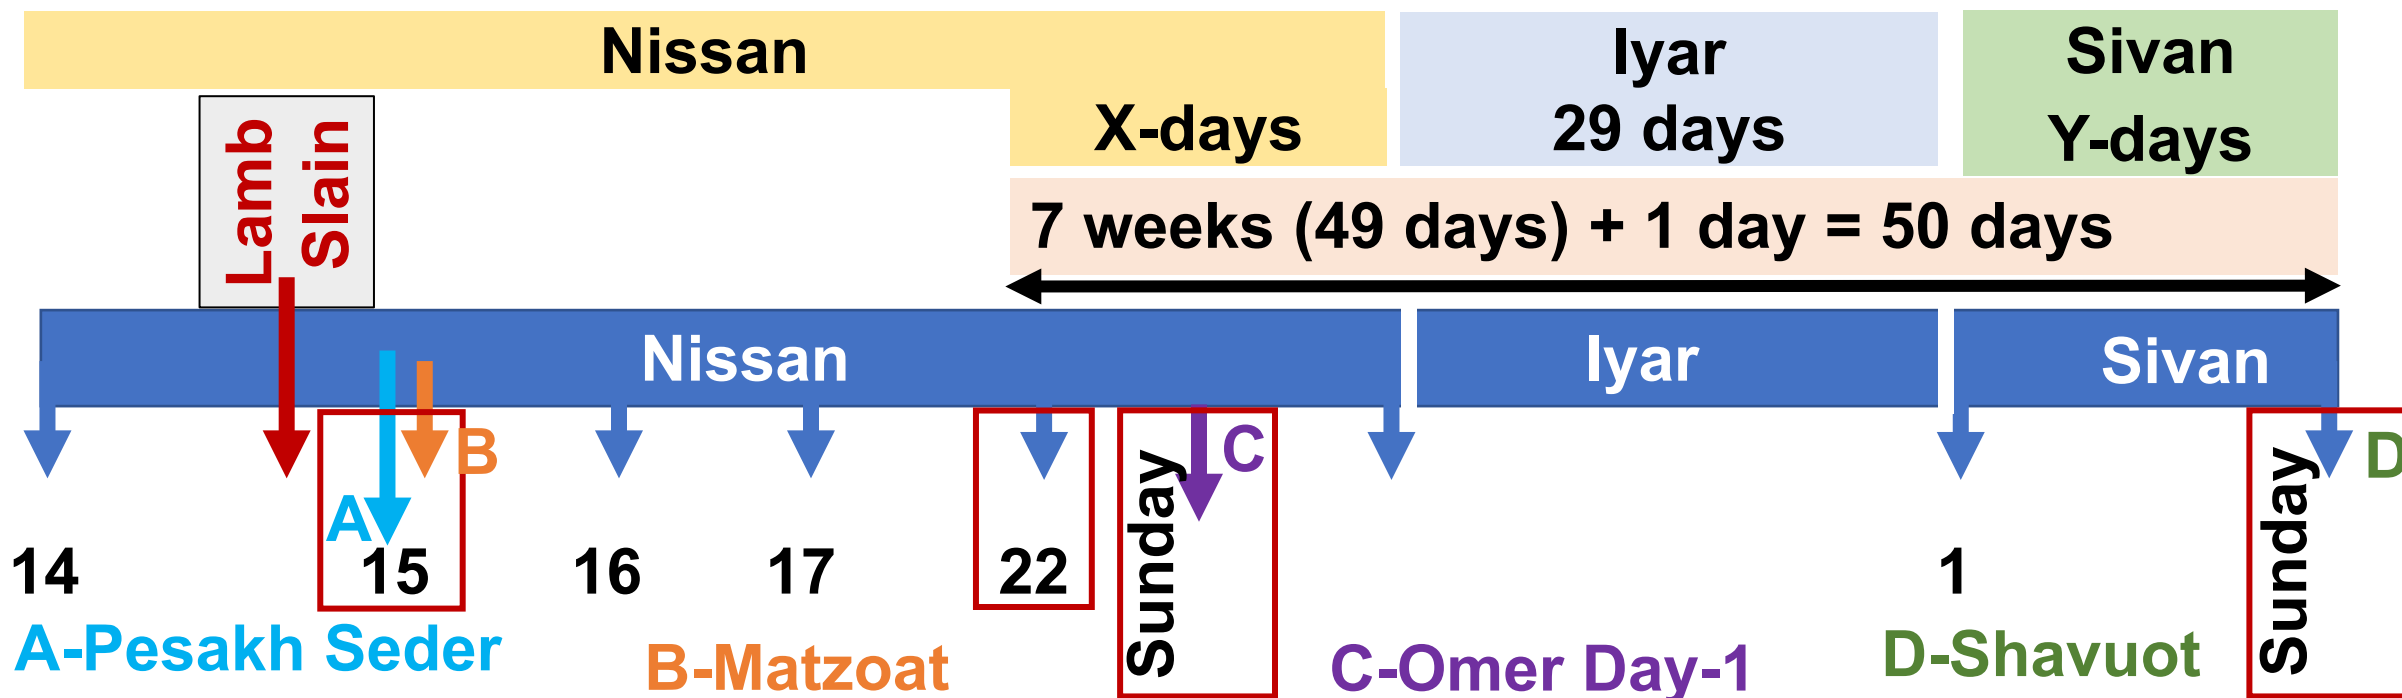 Nissan
Iyar
Sivan
X-days
29 days
Y-days
Lamb
Slain
7 weeks (49 days) + 1 day = 50 days
Nissan
Iyar
Sivan
A
B
C
D
14
15
16
17
22
Sunday
1
Sunday
A-Pesakh Seder
B-Matzoat
C-Omer Day-1
D-Shavuot